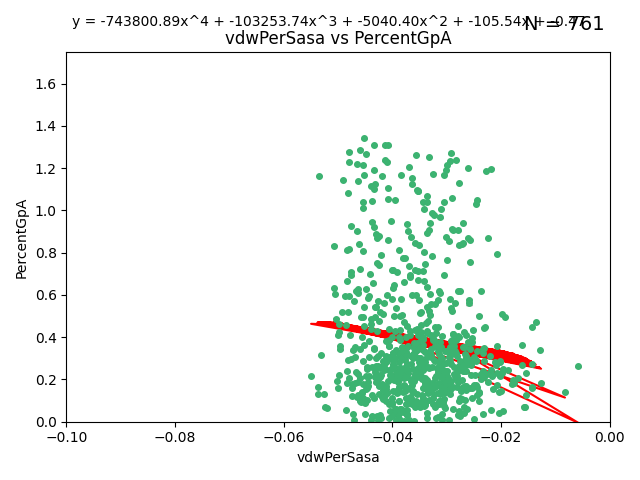 y = -743800.89x^4 + -103253.74x^3 + -5040.40x^2 + -105.54x + -0.47
N = 761
vdwPerSasa vs PercentGpA
PercentGpA
1.6
1.4
1.2
1.0
0.8
0.6
0.4
0.2
0.0
−0.10 −0.08 −0.06 −0.04 −0.02 0.00
vdwPerSasa